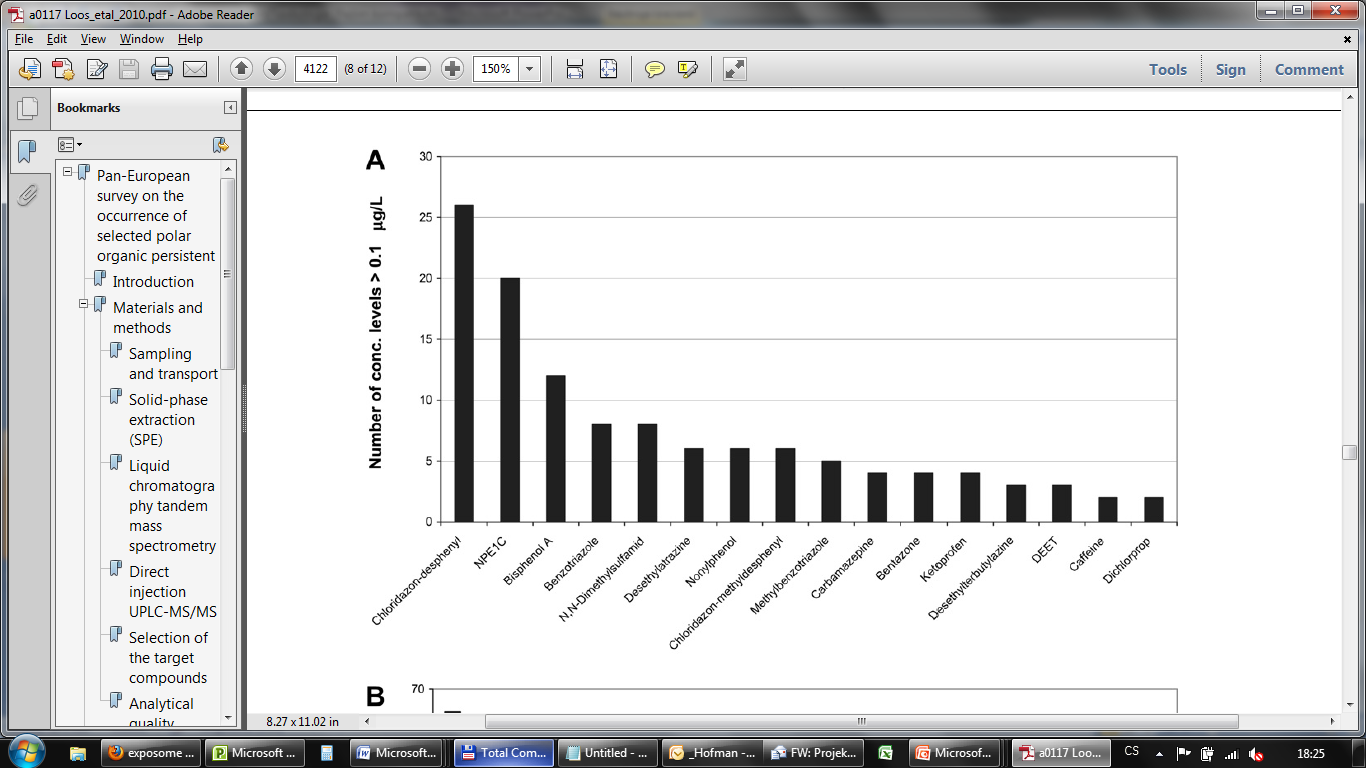 a0117 Loos_etal_2010.pdf - Adobe Reader
File Edit View Window Help
4122 (8 of 12) 150% Tools Sign Comment
Bookmarks
Pan-European
survey on the
occurrence of
selected polar
organic persistent
Introduction
Materials and
methods
Sampling
and transport
Solid-phase
extraction
(SPE)
Liquid
chromatogra
phy tandem
mass
spectrometry
Direct
injection
UPLC-MS/MS
Selection of
the target
compounds
Analytical
quality
A
Number of conc. levels > 0.1 µg/L
30
25
20
15
10
5
0
Chloridazon-desphenyl
NPE1C
Bisphenol A
Benzotriazole
N,N-Dimethylsulfamid
Desethylatrazine
Nonylphenol
Chloridazon-methyldesphenyl
Methylbenzotriazole
Carbamazepine
Bentazone
Ketoprofen
Desethylterbutylazine
DEET
Caffeine
Dichlorprop
B
70
8.27 x 11.02 in
exposome ... Microsoft ... Microsoft... Total Com... Untitled - ... _Hofman -... FW: Projek... Microsof... a0117 Loo... CS 18:25